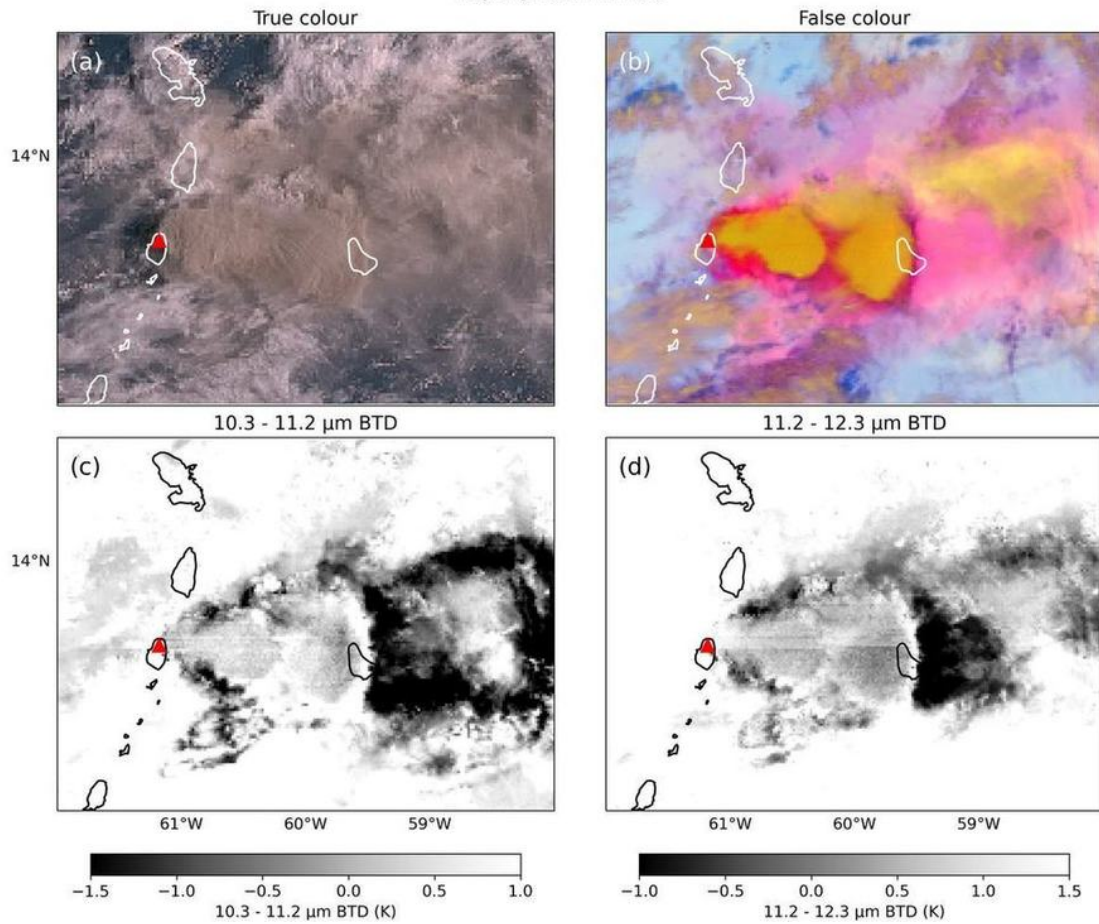 True colour
False colour
(a)
(b)
14°N
10.3 - 11.2 μm BTD
11.2 - 12.3 μm BTD
(c)
(d)
14°N
61°W
60°W
59°W
61°W
60°W
59°W
−1.5
−1.0
−0.5
0.0
0.5
1.0
−1.0
−0.5
0.0
0.5
1.0
1.5
10.3 - 11.2 μm BTD (K)
11.2 - 12.3 μm BTD (K)